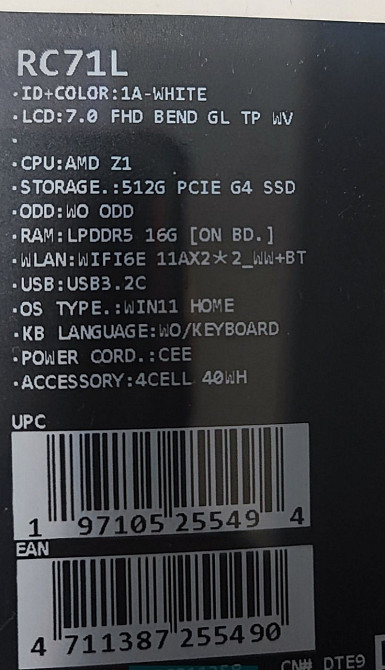 RC71L
·ID+COLOR:1A-WHITE
·LCD:7.0 FHD BEND GL TP WV
·
·CPU:AMD Z1
·STORAGE.:512G PCIE G4 SSD
·ODD:WO ODD
·RAM:LPDDR5 16G [ON BD.]
·WLAN:WIFI6E 11AX2*2_WW+BT
·USB:USB3.2C
·OS TYPE.:WIN11 HOME
·KB LANGUAGE:WO/KEYBOARD
·POWER CORD.:CEE
·ACCESSORY:4CELL 40WH
UPC
1 97105 25549 4
EAN
4 711387 255490
CN# DTE9